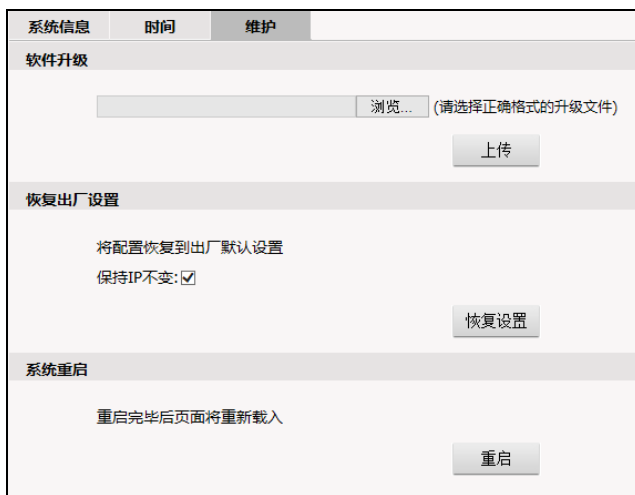 系统信息 时间 维护
软件升级
浏览... (请选择正确格式的升级文件)
上传
恢复出厂设置
将配置恢复到出厂默认设置
保持IP不变:
恢复设置
系统重启
重启完毕后页面将重新载入
重启